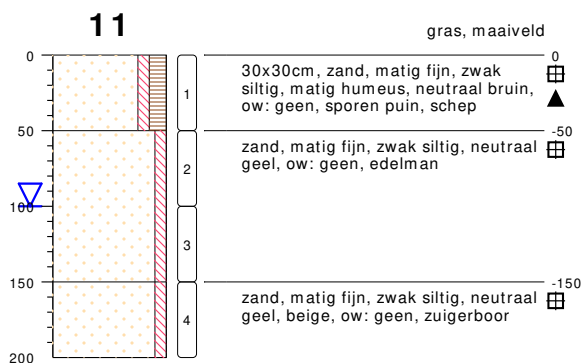 11
gras, maaiveld
0
0
30x30cm, zand, matig fijn, zwak
siltig, matig humeus, neutraal bruin,
ow: geen, sporen puin, schep
1
50
-50
zand, matig fijn, zwak siltig, neutraal
geel, ow: geen, edelman
2
100
3
150
-150
zand, matig fijn, zwak siltig, neutraal
geel, beige, ow: geen, zuigerboor
4
200